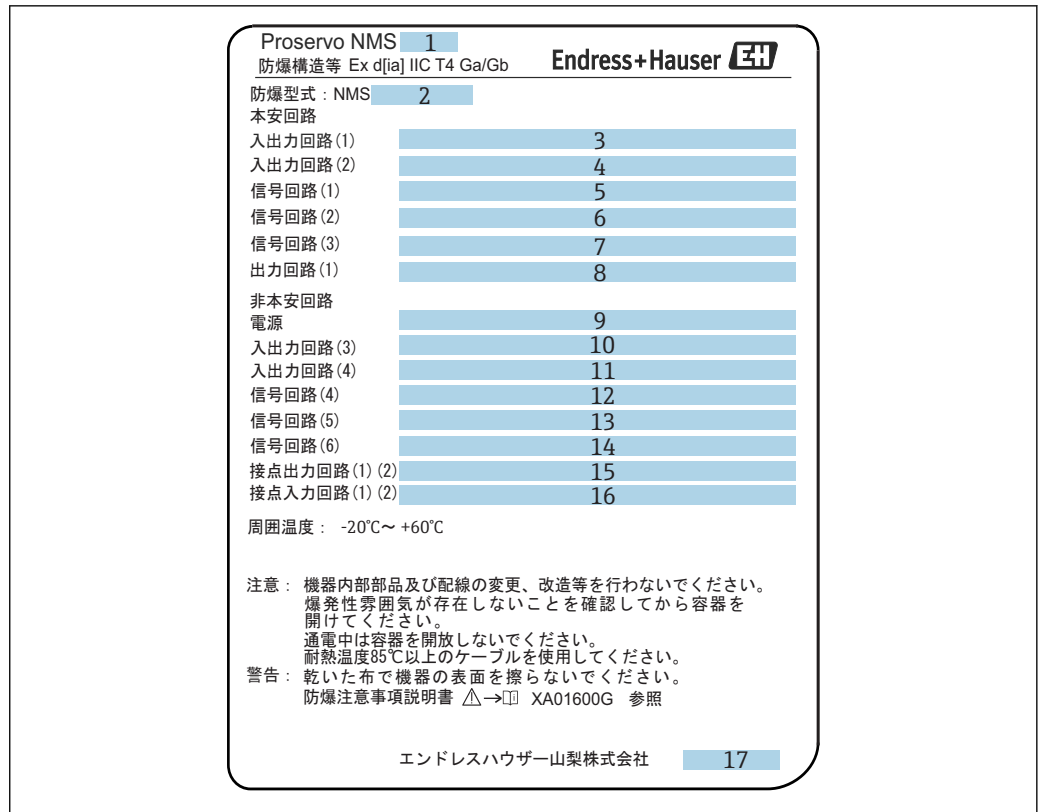 Proservo NMS 1
Endress+Hauser EH
防爆構造等 Ex d[ia] IIC T4 Ga/Gb
防爆型式：NMS 2
本安回路
入出力回路(1) 3
入出力回路(2) 4
信号回路(1) 5
信号回路(2) 6
信号回路(3) 7
出力回路(1) 8
非本安回路
電源 9
入出力回路(3) 10
入出力回路(4) 11
信号回路(4) 12
信号回路(5) 13
信号回路(6) 14
接点出力回路(1)(2) 15
接点入力回路(1)(2) 16
周囲温度： -20℃～ +60℃
注意： 機器内部部品及び配線の変更、改造等を行わないでください。
爆発性雰囲気が存在しないことを確認してから容器を
開けてください。
通電中は容器を開放しないでください。
耐熱温度85℃以上のケーブルを使用してください。
警告： 乾いた布で機器の表面を擦らないでください。
防爆注意事項説明書 ⚠→ XA01600G 参照
エンドレスハウザー山梨株式会社 17